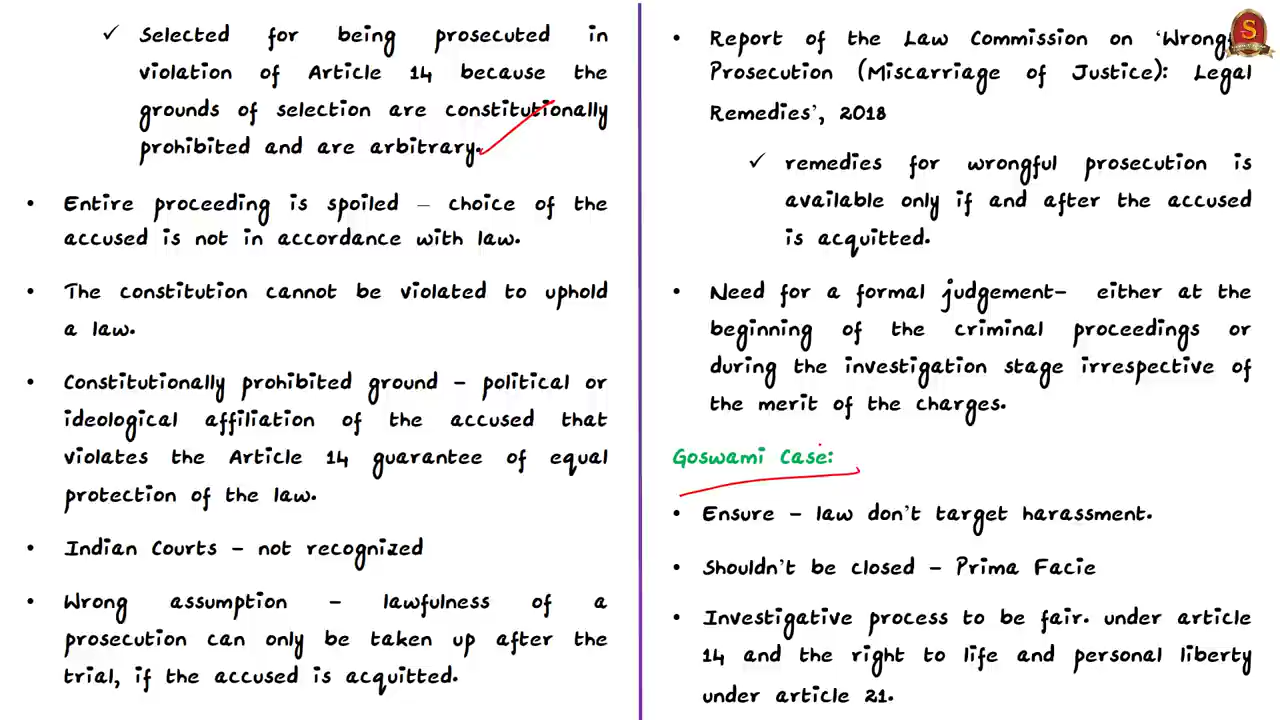 ✓ Selected for being prosecuted in
violation of Article 14 because the
grounds of selection are constitutionally
prohibited and are arbitrary.
• Entire proceeding is spoiled – choice of the
accused is not in accordance with law.
• The constitution cannot be violated to uphold
a law.
• Constitutionally prohibited ground – political or
ideological affiliation of the accused that
violates the Article 14 guarantee of equal
protection of the law.
• Indian Courts – not recognized
• Wrong assumption – lawfulness of a
prosecution can only be taken up after the
trial, if the accused is acquitted.
• Report of the Law Commission on ‘Wrong
Prosecution (Miscarriage of Justice): Legal
Remedies’, 2018
✓ remedies for wrongful prosecution is
available only if and after the accused
is acquitted.
• Need for a formal judgement– either at the
beginning of the criminal proceedings or
during the investigation stage irrespective of
the merit of the charges.
Goswami Case:
• Ensure – law don't target harassment.
• Shouldn't be closed – Prima Facie
• Investigative process to be fair. under article
14 and the right to life and personal liberty
under article 21.
S